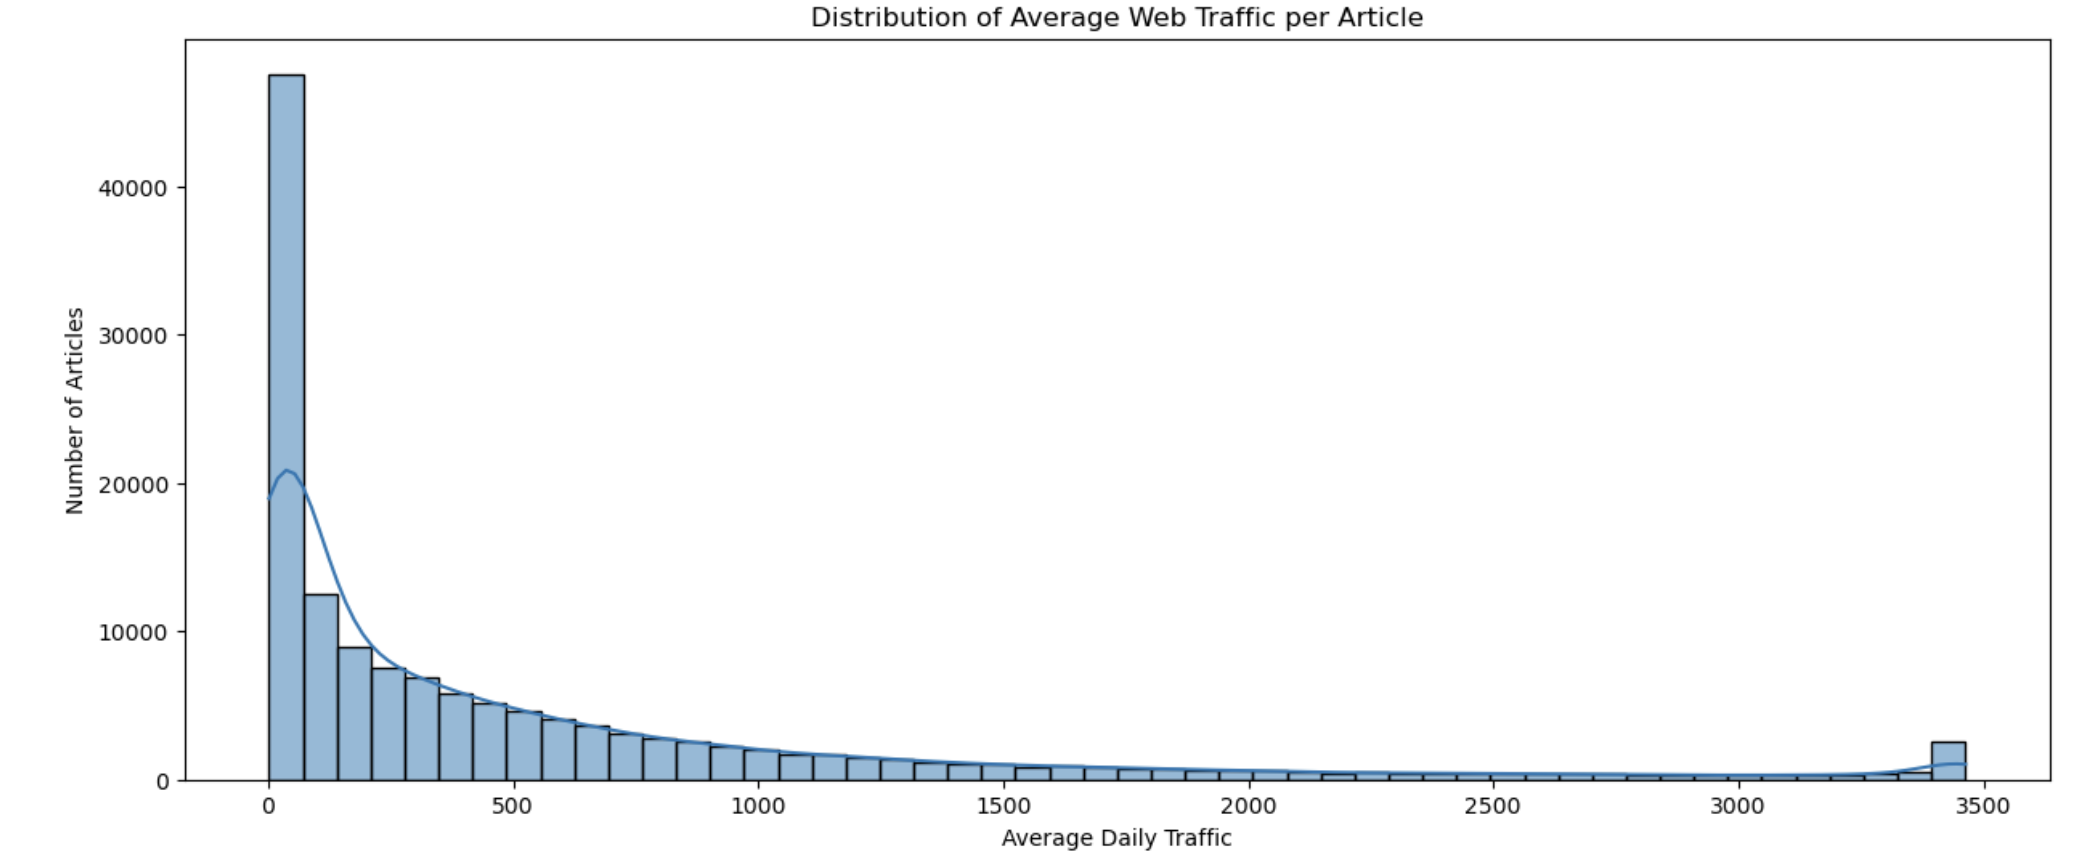 Distribution of Average Web Traffic per Article
Number of Articles
40000
30000
20000
10000
0
0 500 1000 1500 2000 2500 3000 3500
Average Daily Traffic